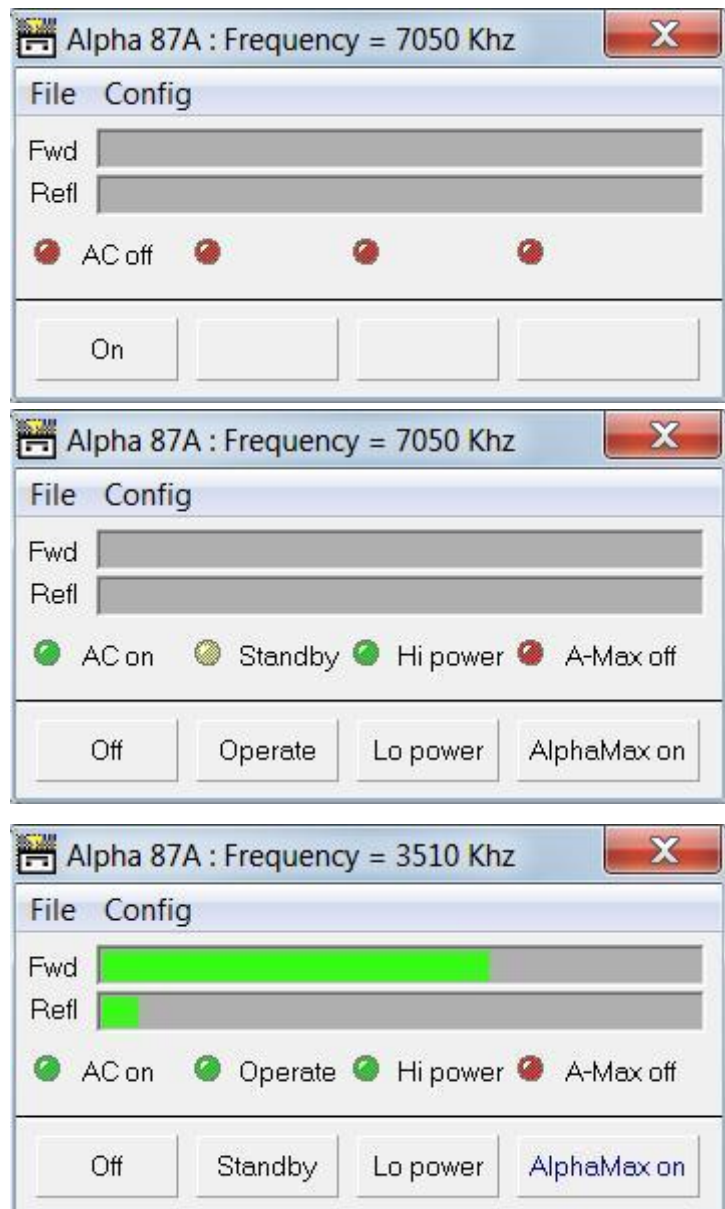 Alpha 87A : Frequency = 7050 Khz
File Config
Fwd
Refl
AC off
On
Alpha 87A : Frequency = 7050 Khz
File Config
Fwd
Refl
AC on Standby Hi power A-Max off
Off Operate Lo power AlphaMax on
Alpha 87A : Frequency = 3510 Khz
File Config
Fwd
Refl
AC on Operate Hi power A-Max off
Off Standby Lo power AlphaMax on